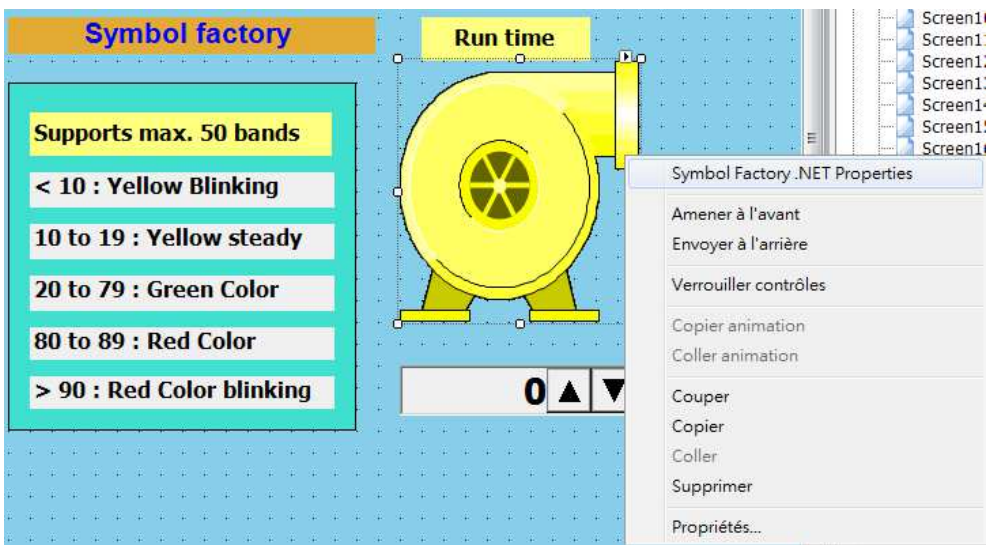 Symbol factory
Run time
Supports max. 50 bands
< 10 : Yellow Blinking
10 to 19 : Yellow steady
20 to 79 : Green Color
80 to 89 : Red Color
> 90 : Red Color blinking
0
Symbol Factory .NET Properties
Amener à l'avant
Envoyer à l'arrière
Verrouiller contrôles
Copier animation
Coller animation
Couper
Copier
Coller
Supprimer
Propriétés...